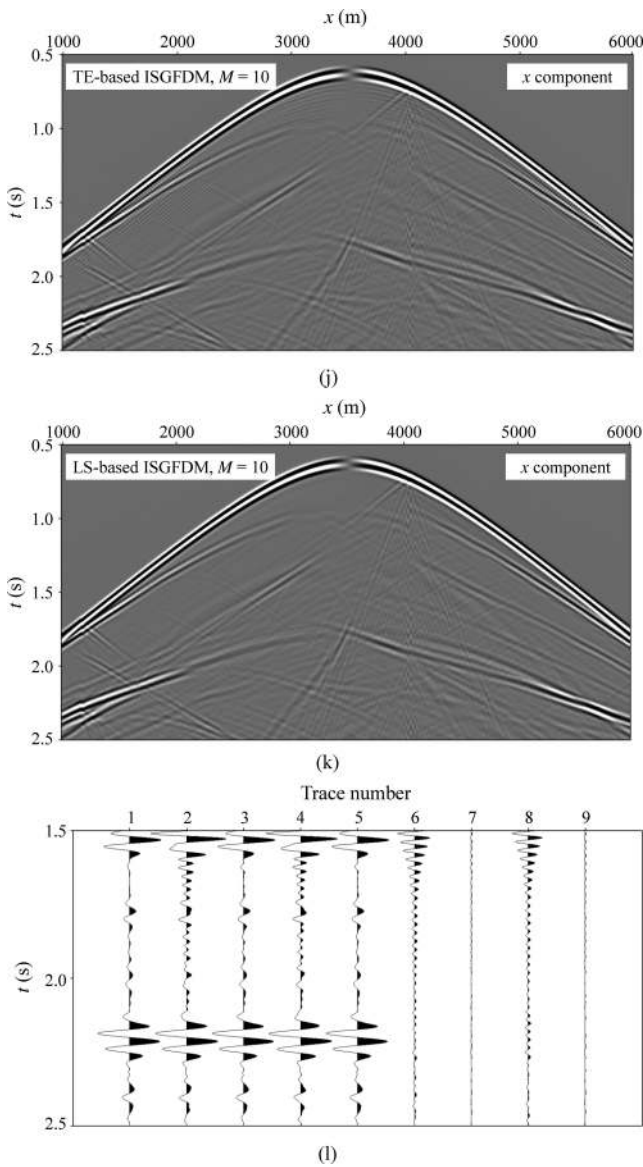 x (m)
1000 2000 3000 4000 5000 6000
0.5
TE-based ISGFDM, M = 10
x component
1.0
t (s)
1.5
2.0
2.5
(j)
x (m)
1000 2000 3000 4000 5000 6000
0.5
LS-based ISGFDM, M = 10
x component
1.0
t (s)
1.5
2.0
2.5
(k)
Trace number
1 2 3 4 5 6 7 8 9
1.5
t (s)
2.0
2.5
(l)